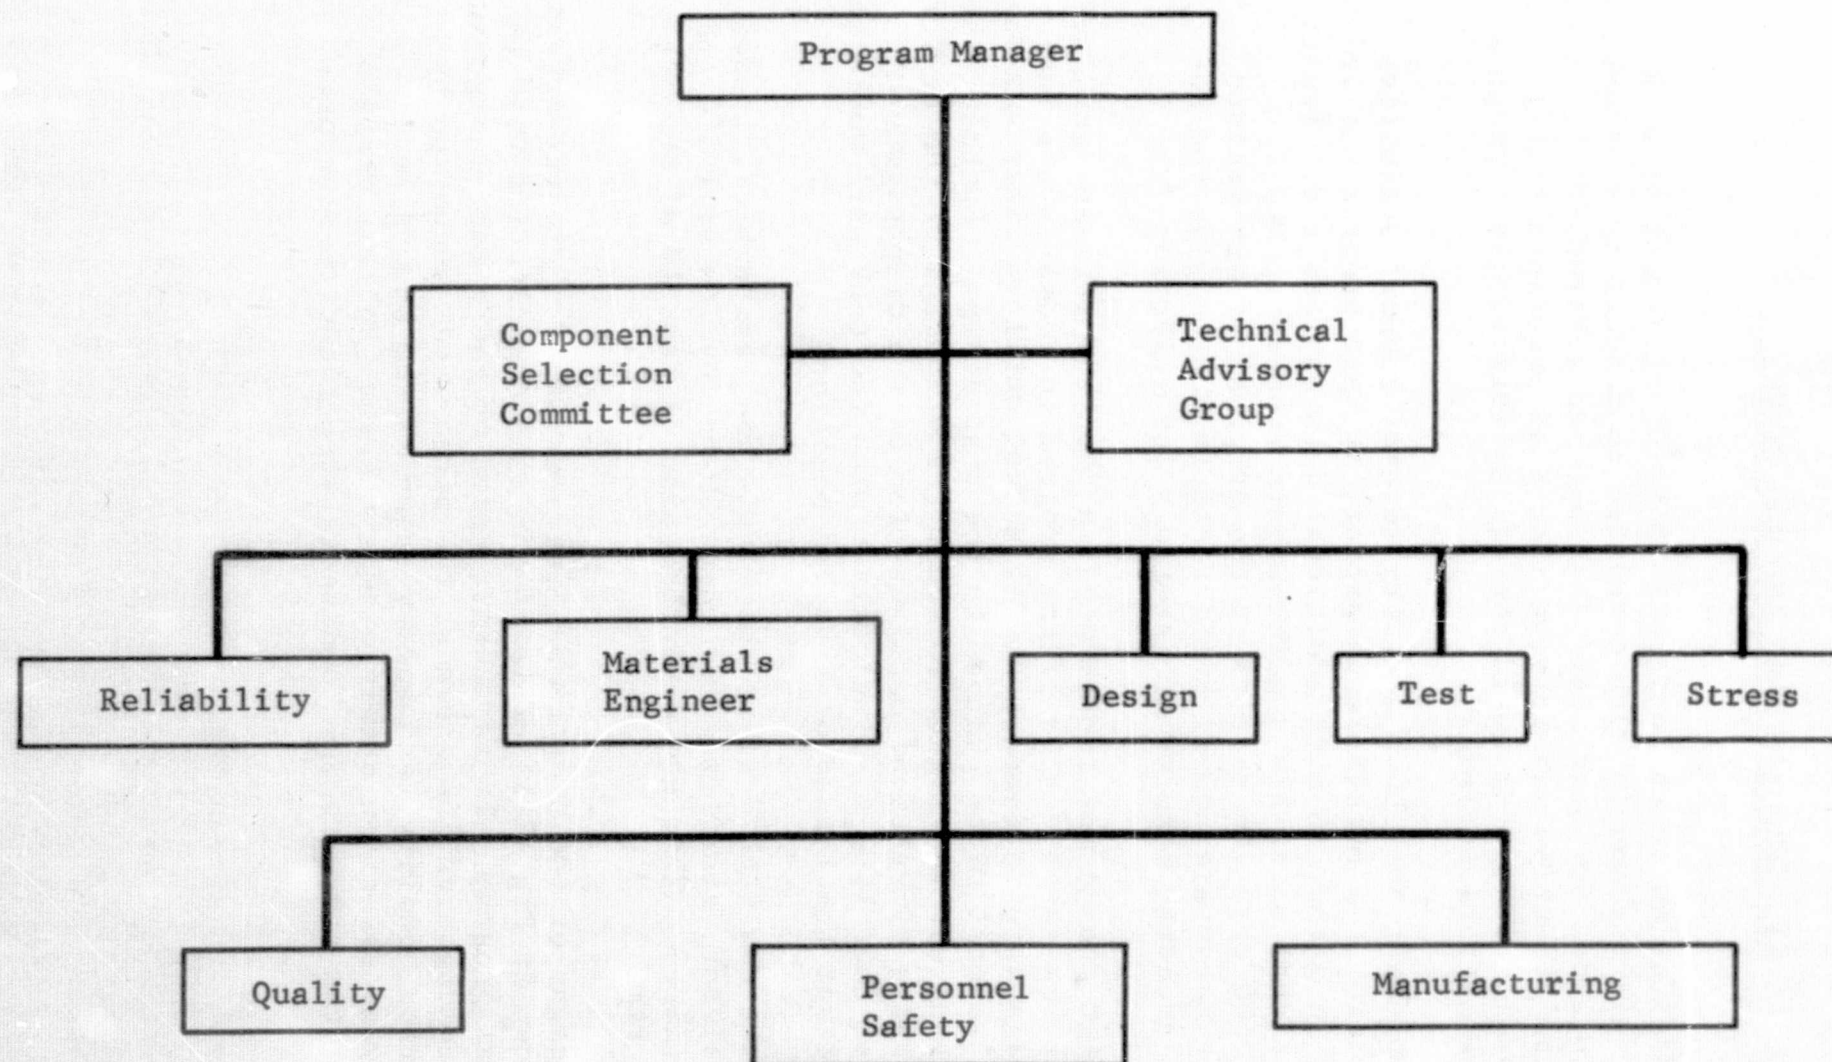 Program Manager
Component
Selection
Committee
Technical
Advisory
Group
Reliability
Materials
Engineer
Design
Test
Stress
Quality
Personnel
Safety
Manufacturing